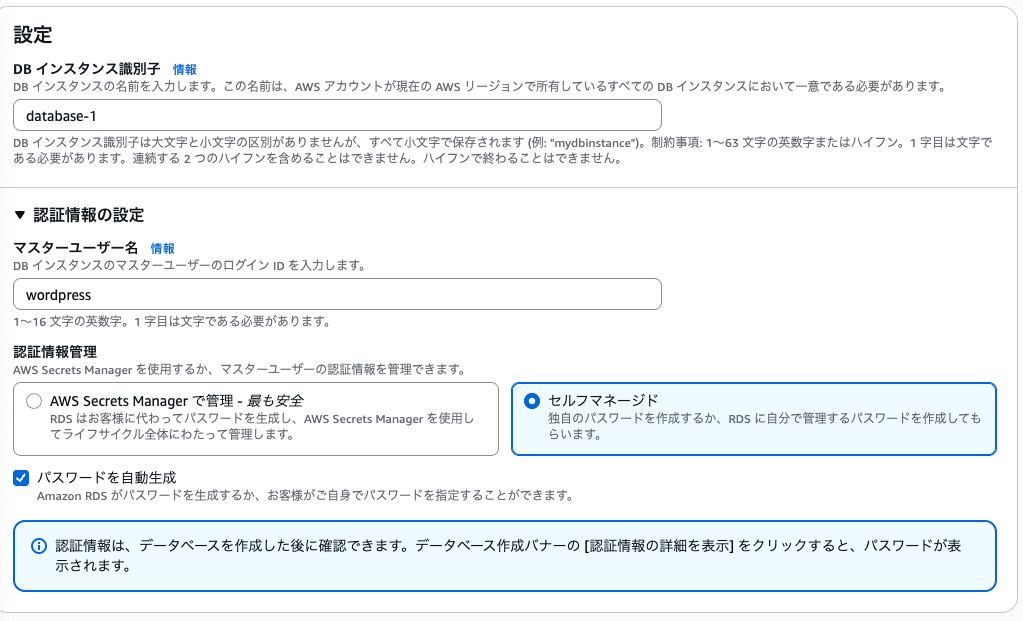 設定
DB インスタンス識別子 情報
DB インスタンスの名前を入力します。この名前は、AWS アカウントが現在の AWS リージョンで所有しているすべての DB インスタンスにおいて一意である必要があります。
database-1
DB インスタンス識別子は大文字と小文字の区別がありませんが、すべて小文字で保存されます (例: "mydbinstance")。制約事項: 1〜63 文字の英数字またはハイフン。1 字目は文字で
ある必要があります。連続する 2 つのハイフンを含めることはできません。ハイフンで終わることはできません。
▼ 認証情報の設定
マスターユーザー名 情報
DB インスタンスのマスターユーザーのログイン ID を入力します。
wordpress
1〜16 文字の英数字。1 字目は文字である必要があります。
認証情報管理
AWS Secrets Manager を使用するか、マスターユーザーの認証情報を管理できます。
AWS Secrets Manager で管理 - 最も安全
RDS はお客様に代わってパスワードを生成し、AWS Secrets Manager を使用し
てライフサイクル全体にわたって管理します。
セルフマネージド
独自のパスワードを作成するか、RDS に自分で管理するパスワードを作成しても
らいます。
パスワードを自動生成
Amazon RDS がパスワードを生成するか、お客様がご自身でパスワードを指定することができます。
認証情報は、データベースを作成した後に確認できます。データベース作成バナーの [認証情報の詳細を表示] をクリックすると、パスワードが表
示されます。